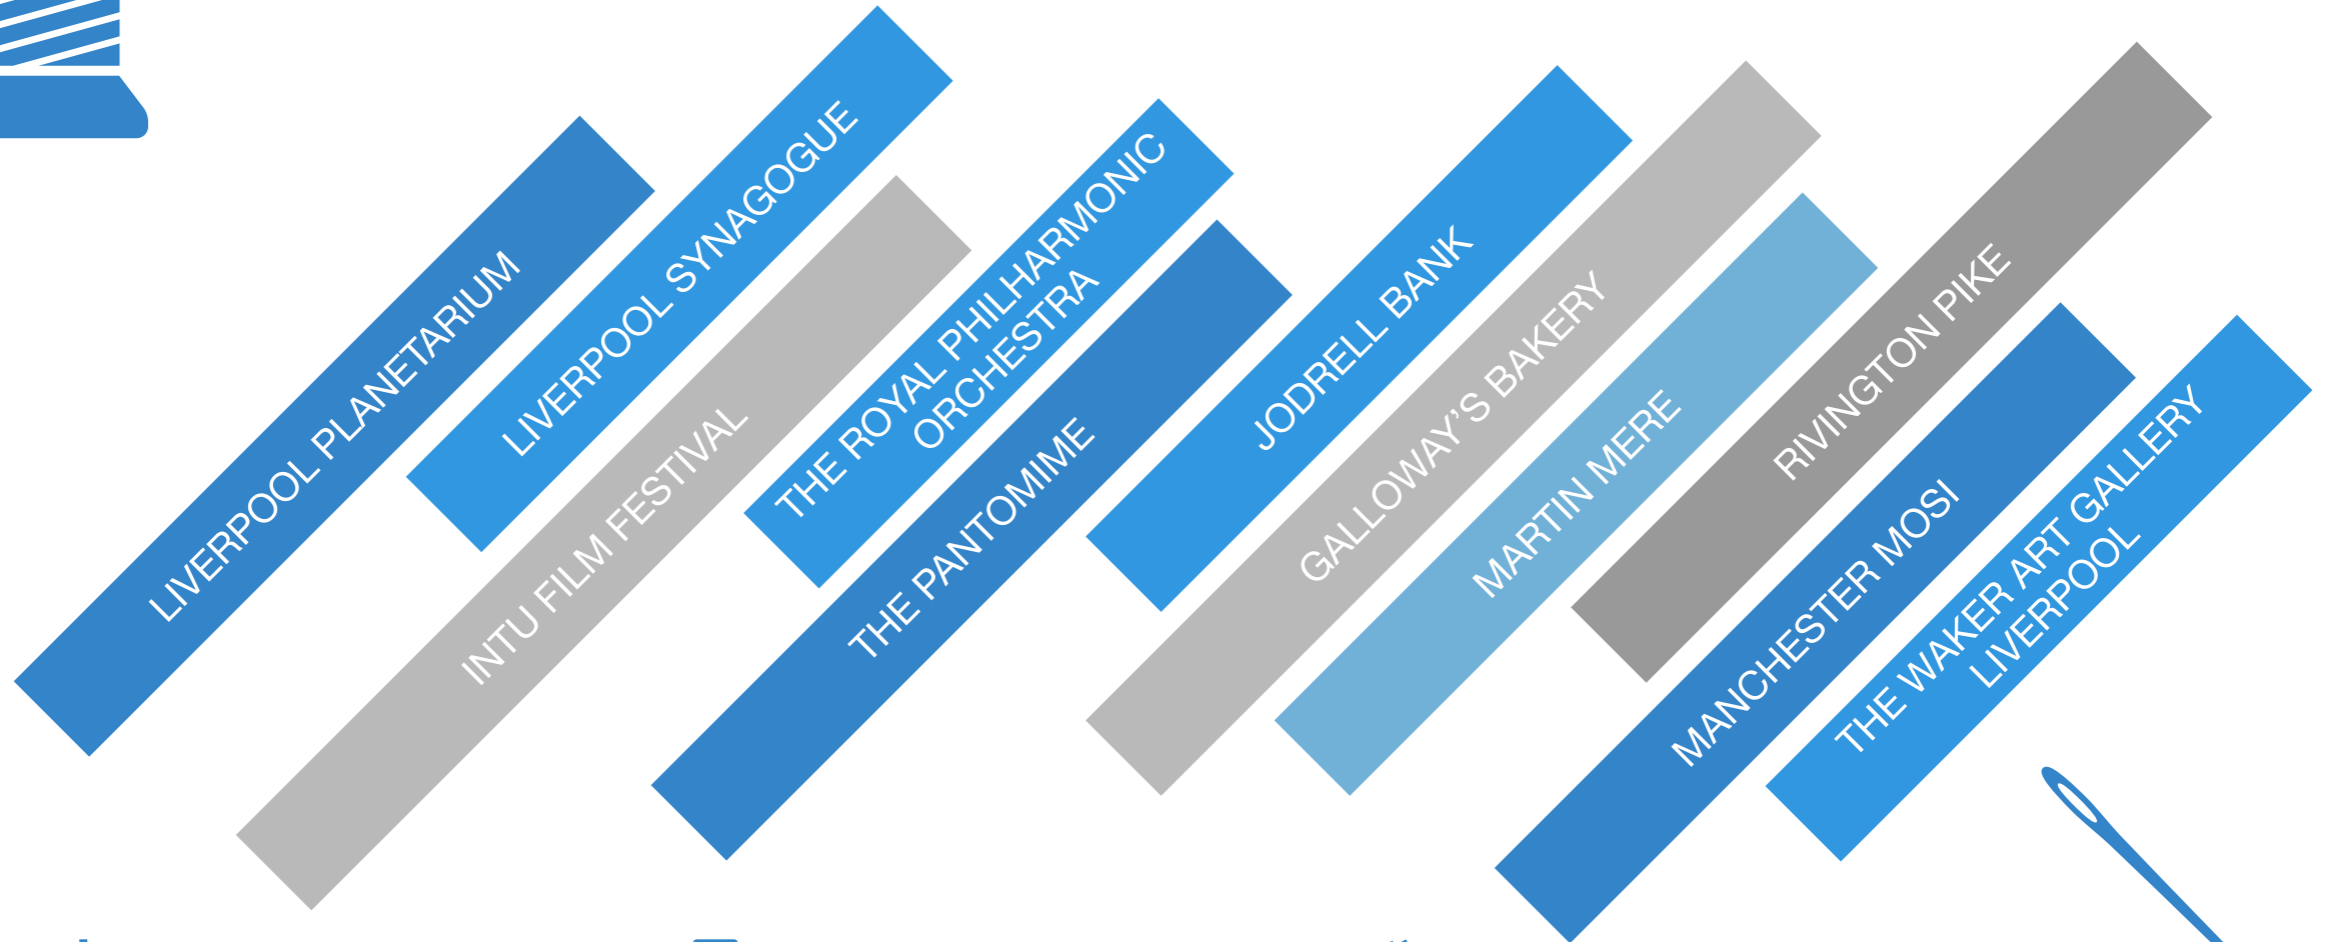 LIVERPOOL PLANETARIUM
LIVERPOOL SYNAGOGUE
INTU FILM FESTIVAL
THE ROYAL PHILHARMONIC
ORCHESTRA
THE PANTOMIME
JODRELL BANK
GALLOWAY’S BAKERY
MARTIN MERE
RIVINGTON PIKE
MANCHESTER MOSI
THE WAKER ART GALLERY
LIVERPOOL